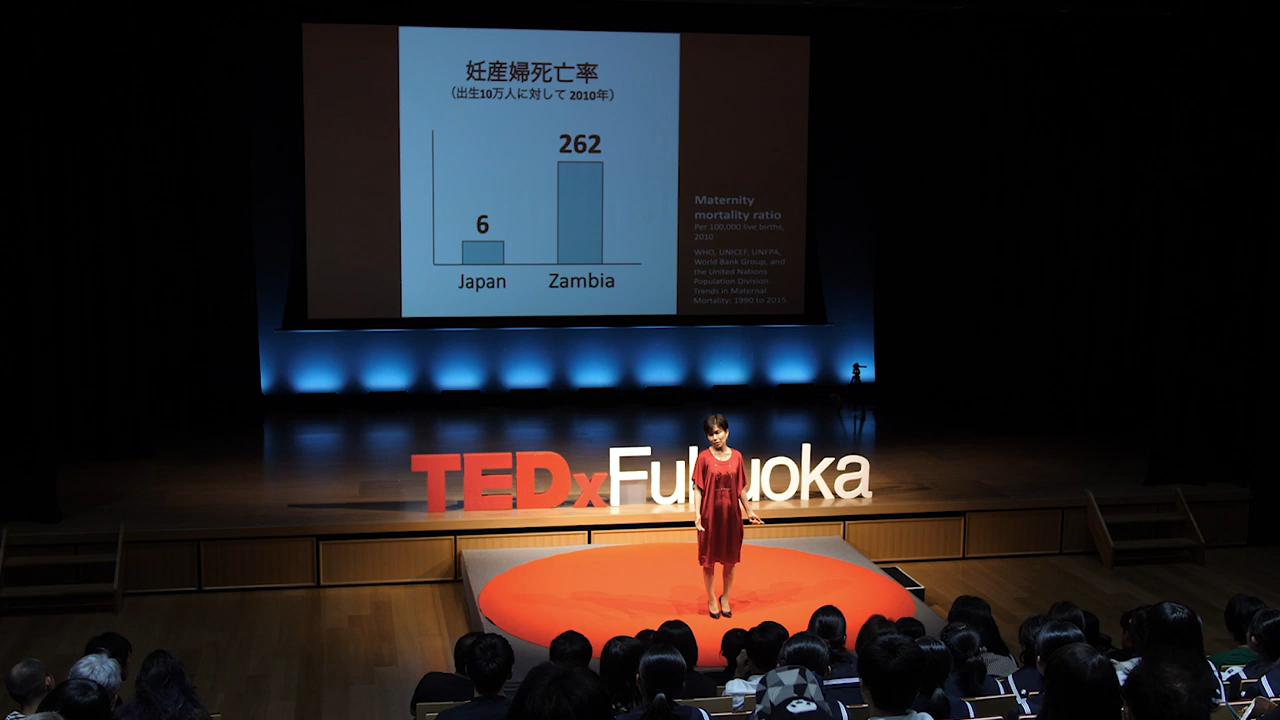 妊産婦死亡率
（出生10万人に対して 2010年）
262
6
Japan Zambia
Maternity
mortality ratio
Per 100,000 live births,
2010
WHO, UNICEF, UNFPA,
World Bank Group, and
the United Nations
Population Division
Trends in Maternal
Mortality: 1990 to 2015
TEDxFukuoka